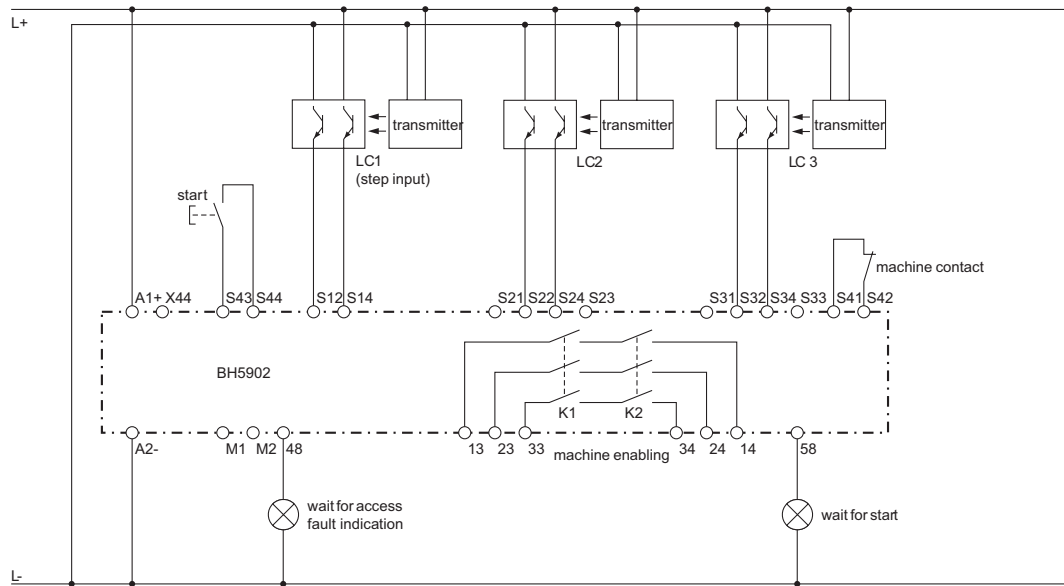 L+
transmitter
transmitter
transmitter
LC1
(step input)
LC2
LC 3
start
machine contact
A1+ X44 S43 S44 S12 S14 S21 S22 S24 S23 S31 S32 S34 S33 S41 S42
BH5902
K1 K2
A2- M1 M2 48 13 23 33 machine enabling 34 24 14 58
wait for access
fault indication
wait for start
L-